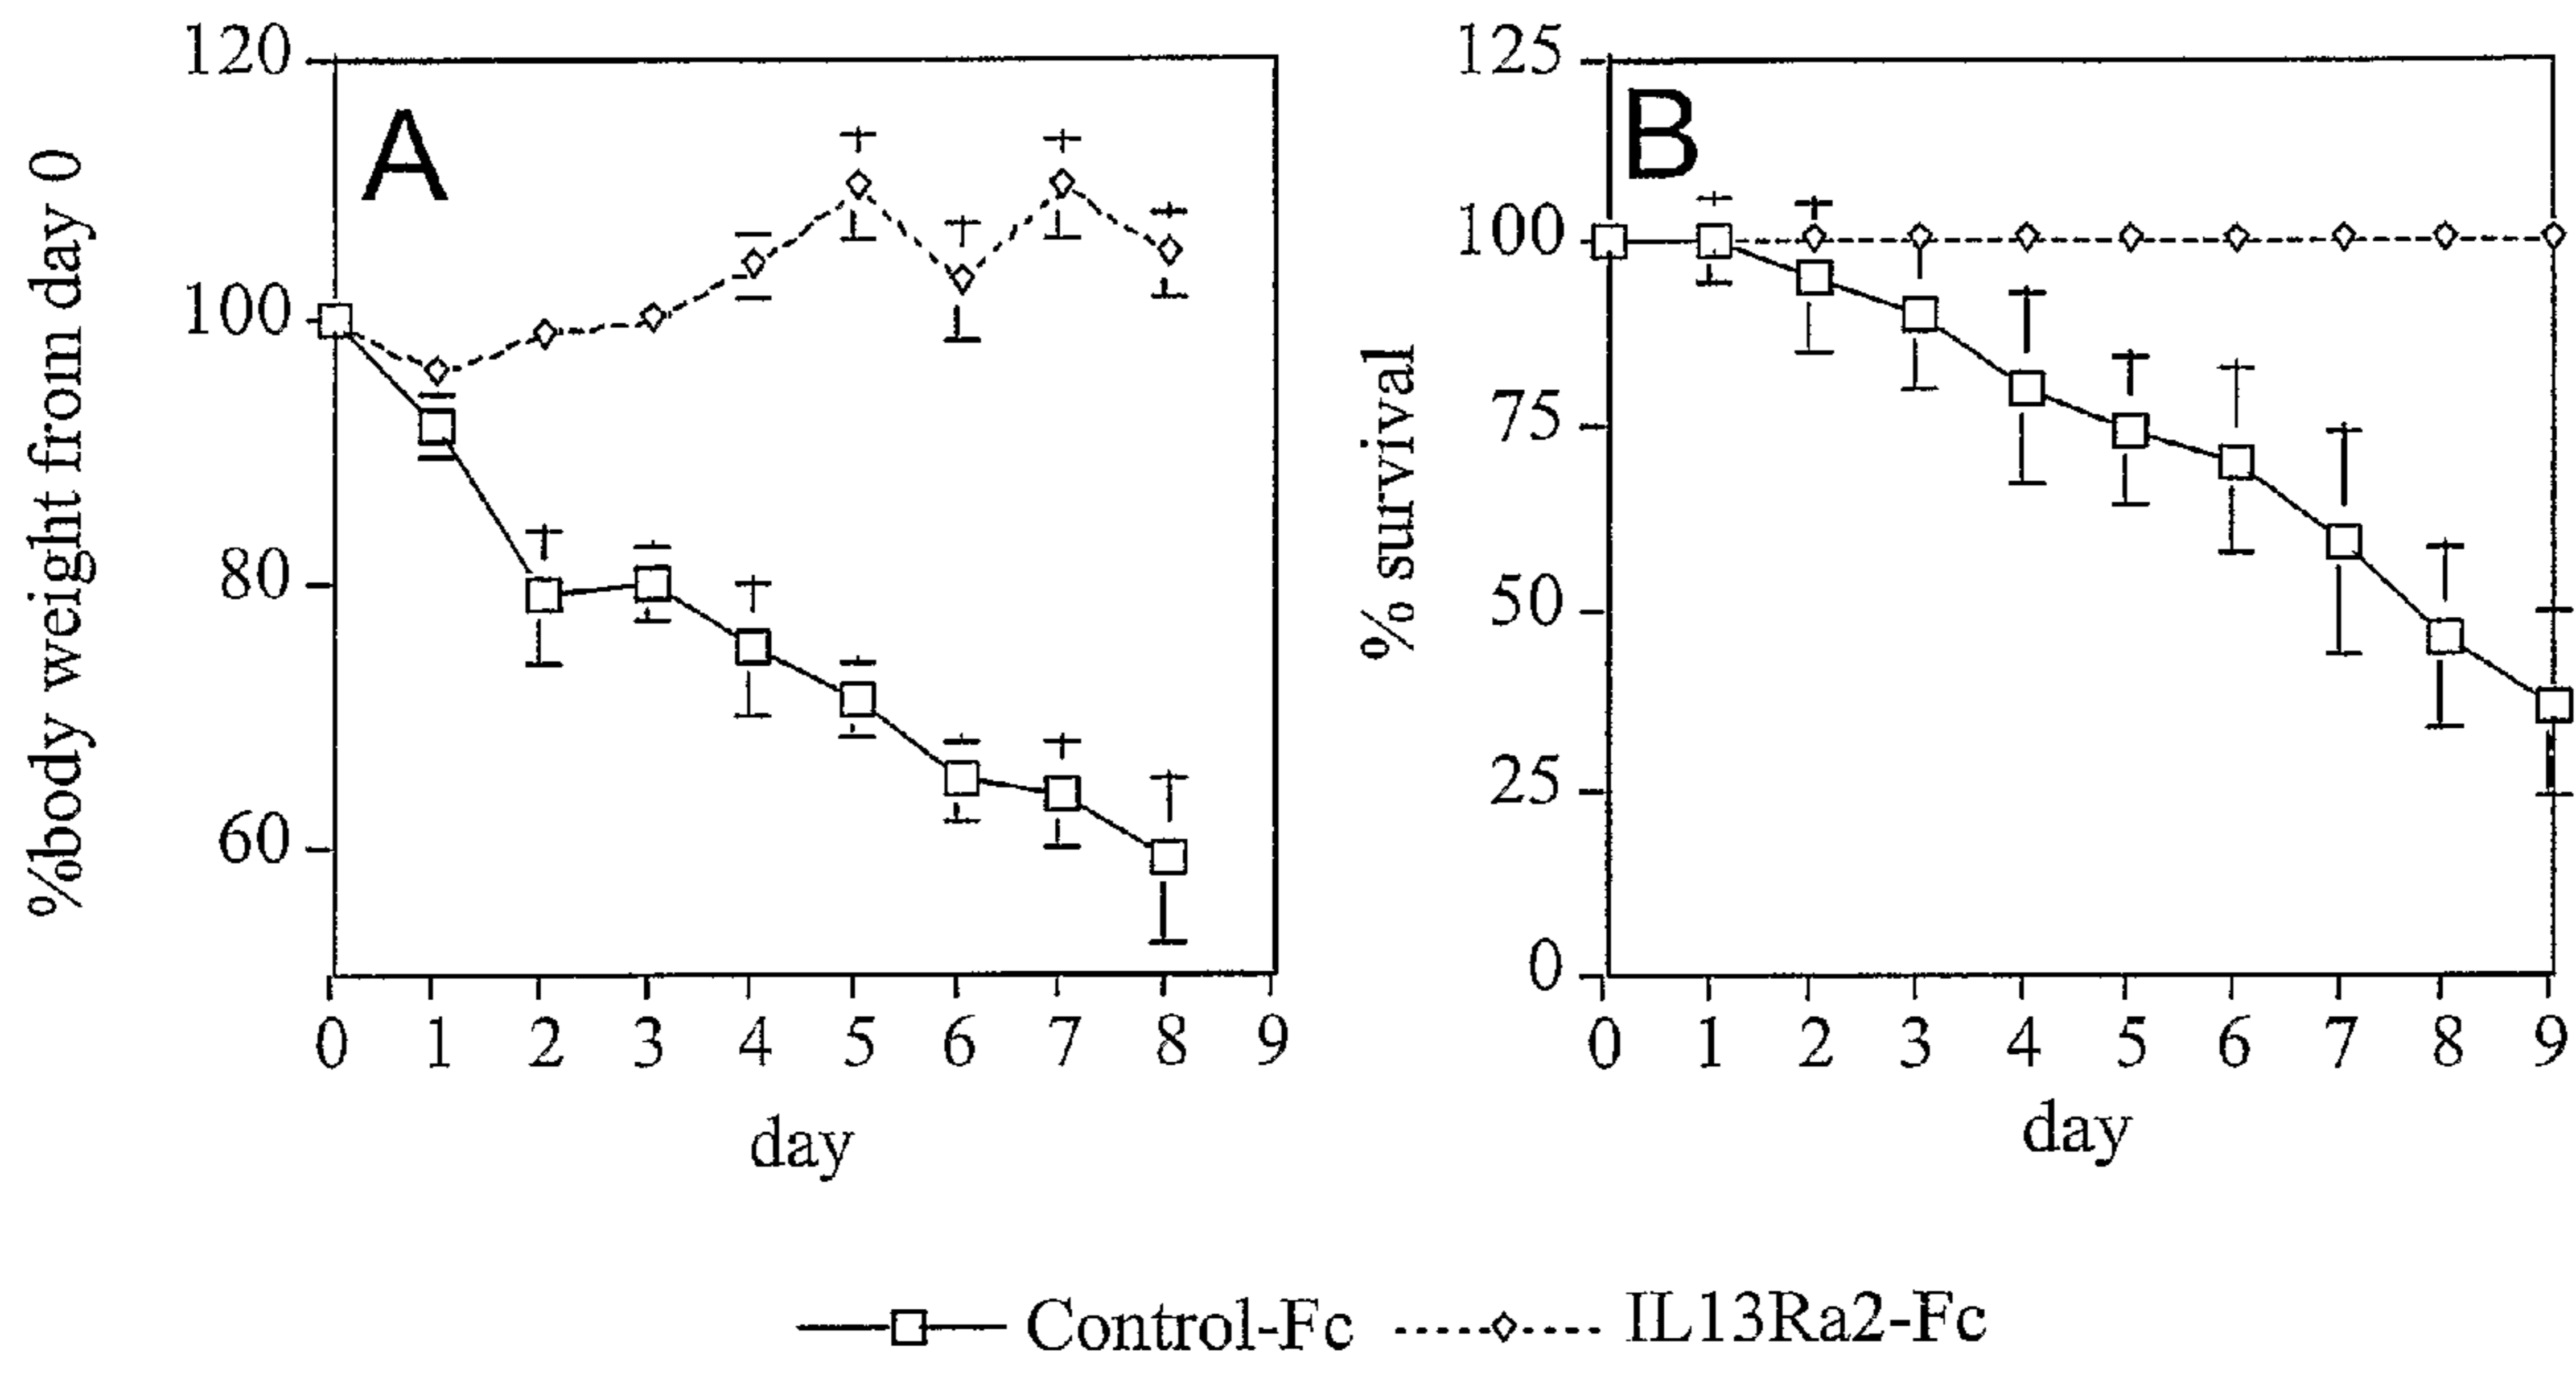 A
%body weight from day 0
120
100
80
60
0 1 2 3 4 5 6 7 8 9
day
B
% survival
125
100
75
50
25
0
0 1 2 3 4 5 6 7 8 9
day
Control-Fc
IL13Ra2-Fc